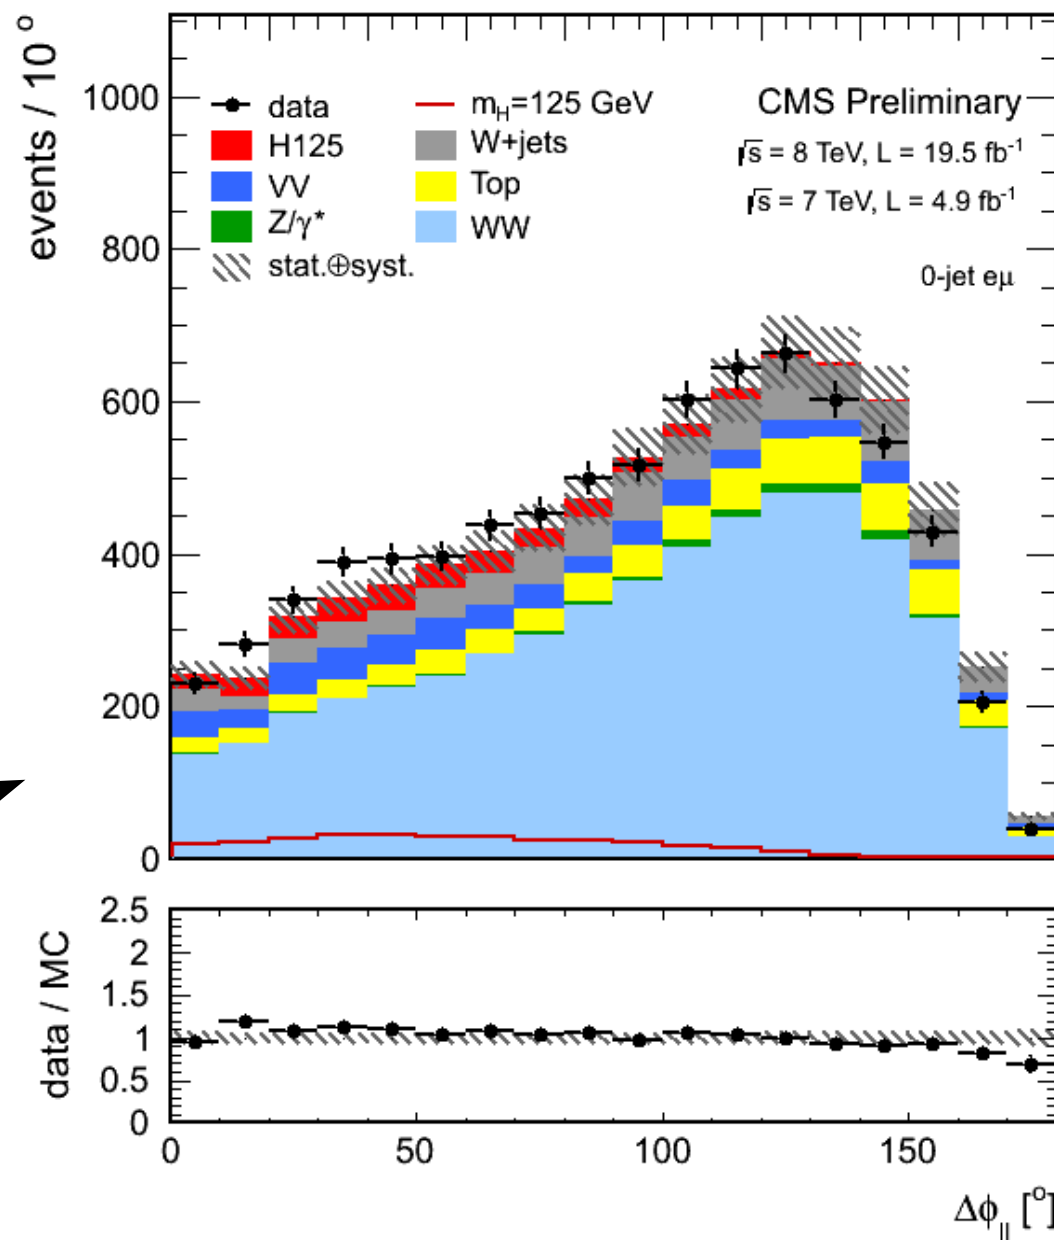 events / 10°
1000
800
600
400
200
0
data
m_H=125 GeV
H125
W+jets
VV
Top
Z/γ*
WW
stat.⊕syst.
CMS Preliminary
√s = 8 TeV, L = 19.5 fb⁻¹
√s = 7 TeV, L = 4.9 fb⁻¹
0-jet eμ
data / MC
2.5
2
1.5
1
0.5
0
0 50 100 150
Δϕ_ll [°]